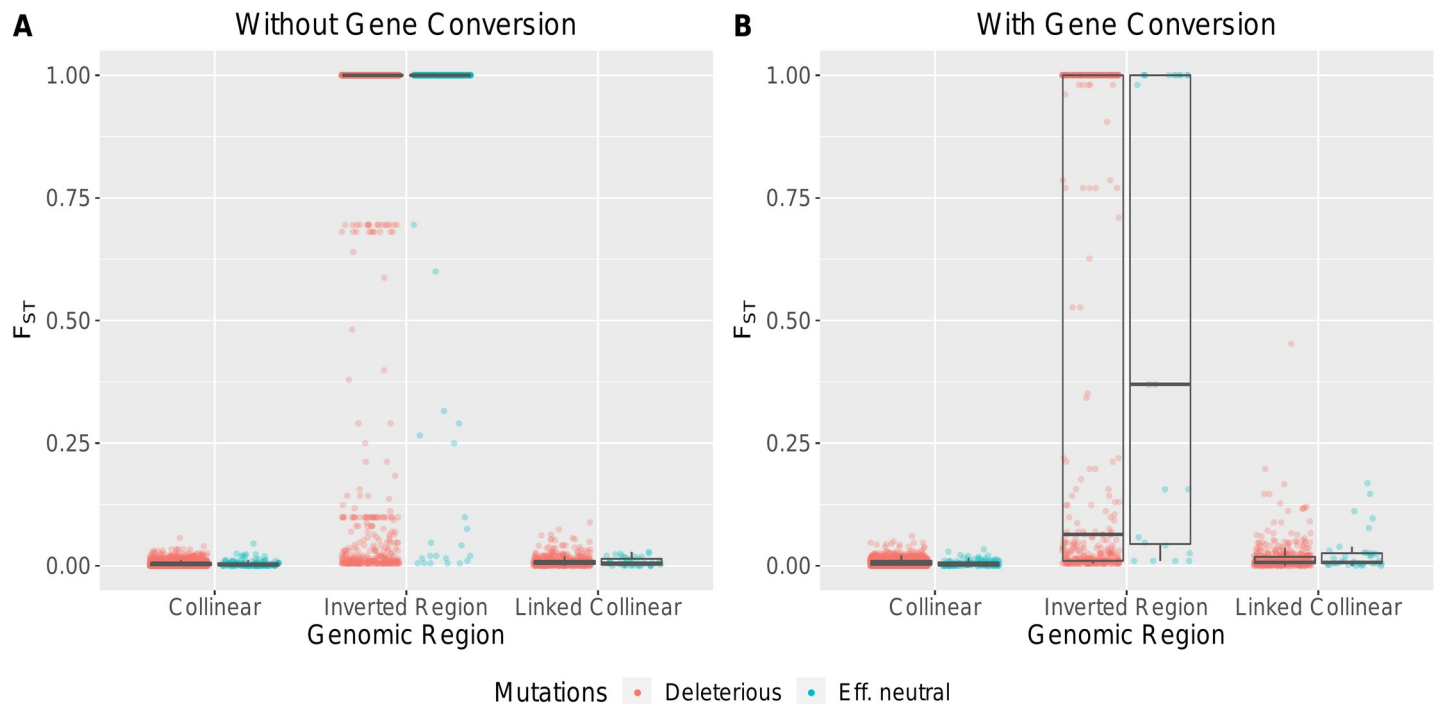 A
Without Gene Conversion
FST
1.00
0.75
0.50
0.25
0.00
Collinear
Inverted Region
Linked Collinear
Genomic Region
B
With Gene Conversion
FST
1.00
0.75
0.50
0.25
0.00
Collinear
Inverted Region
Linked Collinear
Genomic Region
Mutations Deleterious Eff. neutral